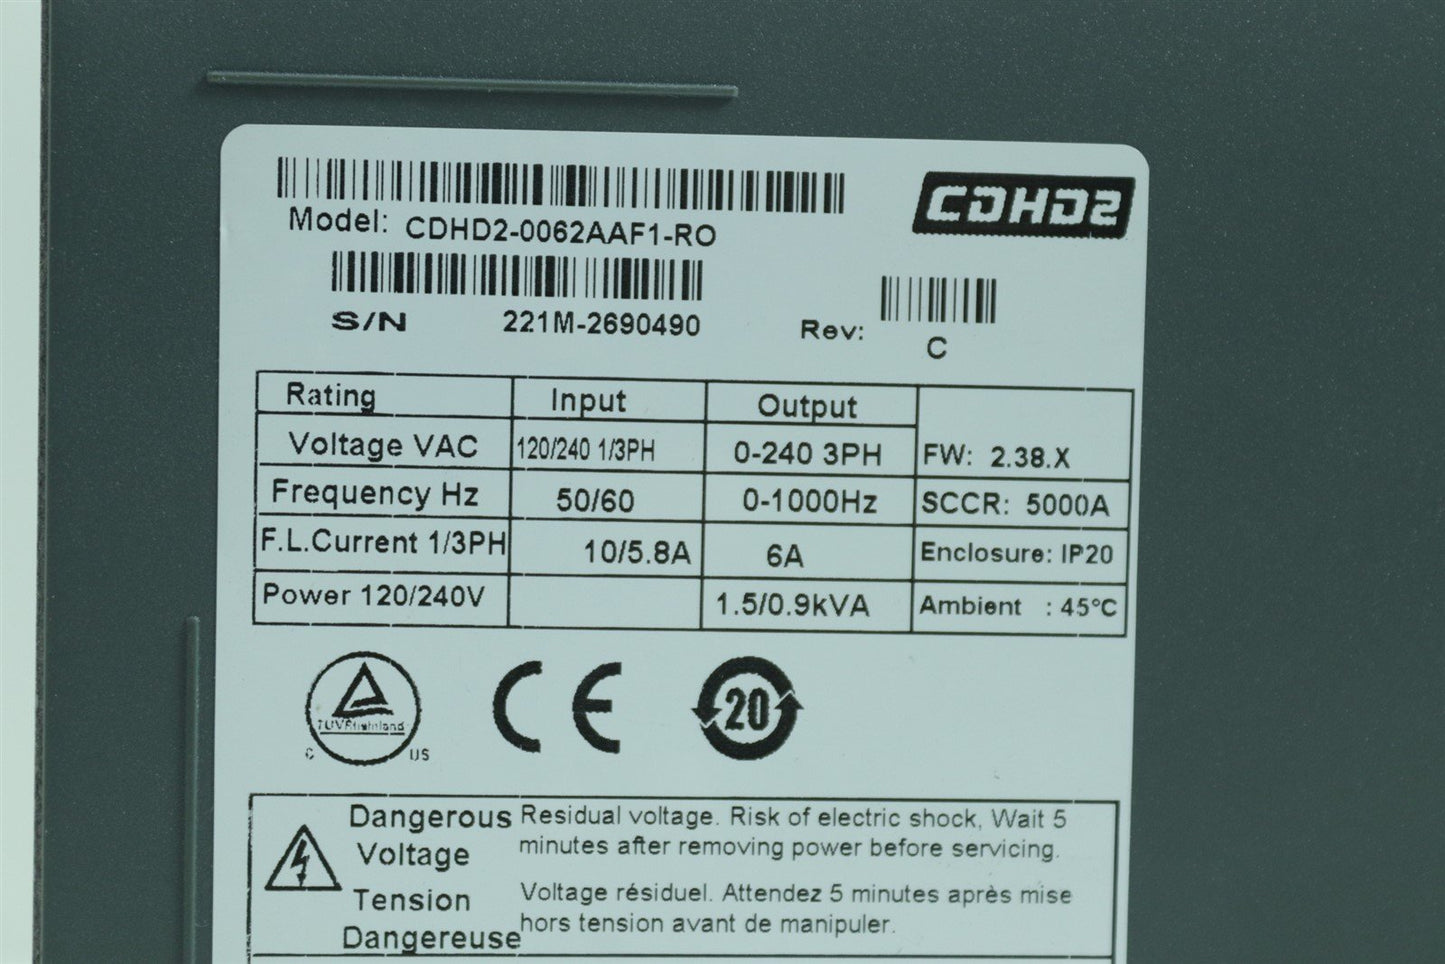 CDHD2
Model: CDHD2-0062AAF1-RO
S/N 221M-2690490
Rev: C
Rating Input Output
Voltage VAC 120/240 1/3PH 0-240 3PH FW: 2.38.X
Frequency Hz 50/60 0-1000Hz SCCR: 5000A
F.L.Current 1/3PH 10/5.8A 6A Enclosure: IP20
Power 120/240V 1.5/0.9kVA Ambient : 45°C
TUVRheinland
C US
CE
20
Dangerous Voltage
Residual voltage. Risk of electric shock, Wait 5
minutes after removing power before servicing.
Tension Dangereuse
Voltage résiduel. Attendez 5 minutes après mise
hors tension avant de manipuler.